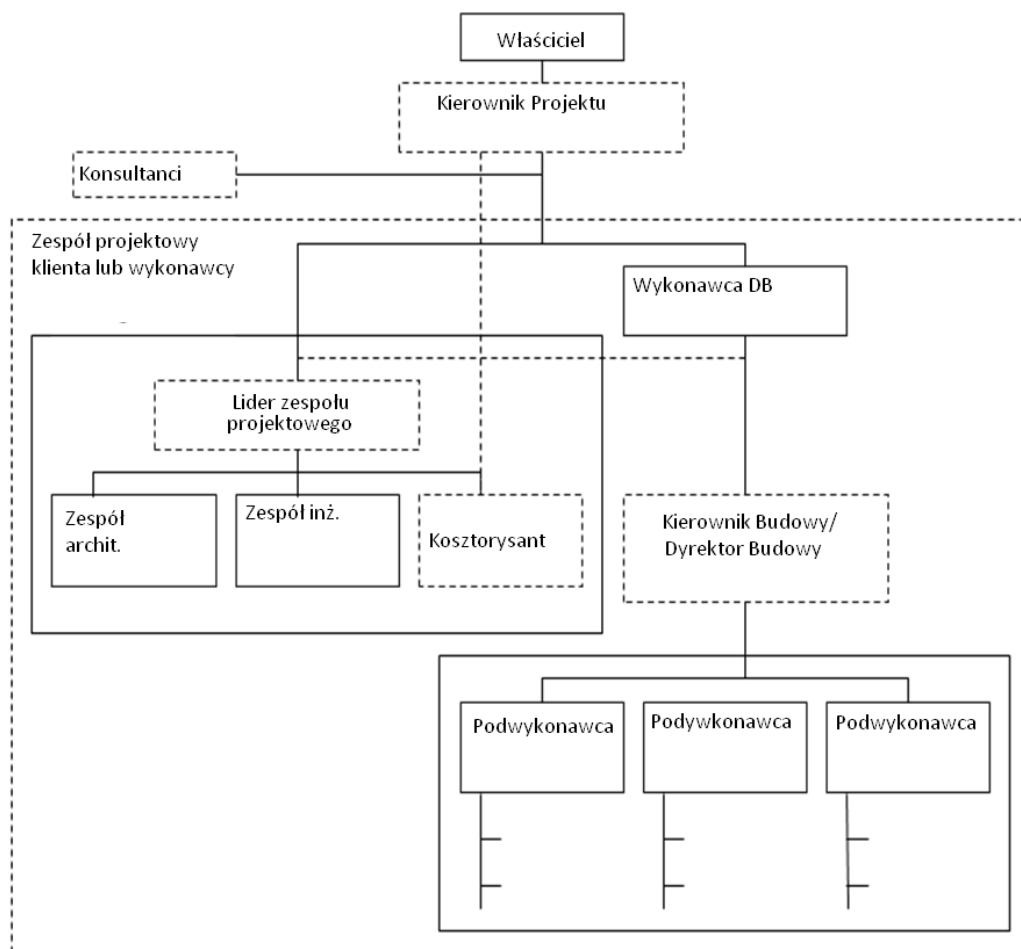 Właściciel
Kierownik Projektu
Konsultanci
Zespół projektowy
klienta lub wykonawcy
Wykonawca DB
Lider zespołu
projektowego
Zespół
archit.
Zespół inż.
Kosztorysant
Kierownik Budowy/
Dyrektor Budowy
Podwykonawca
Podywkonawca
Podwykonawca